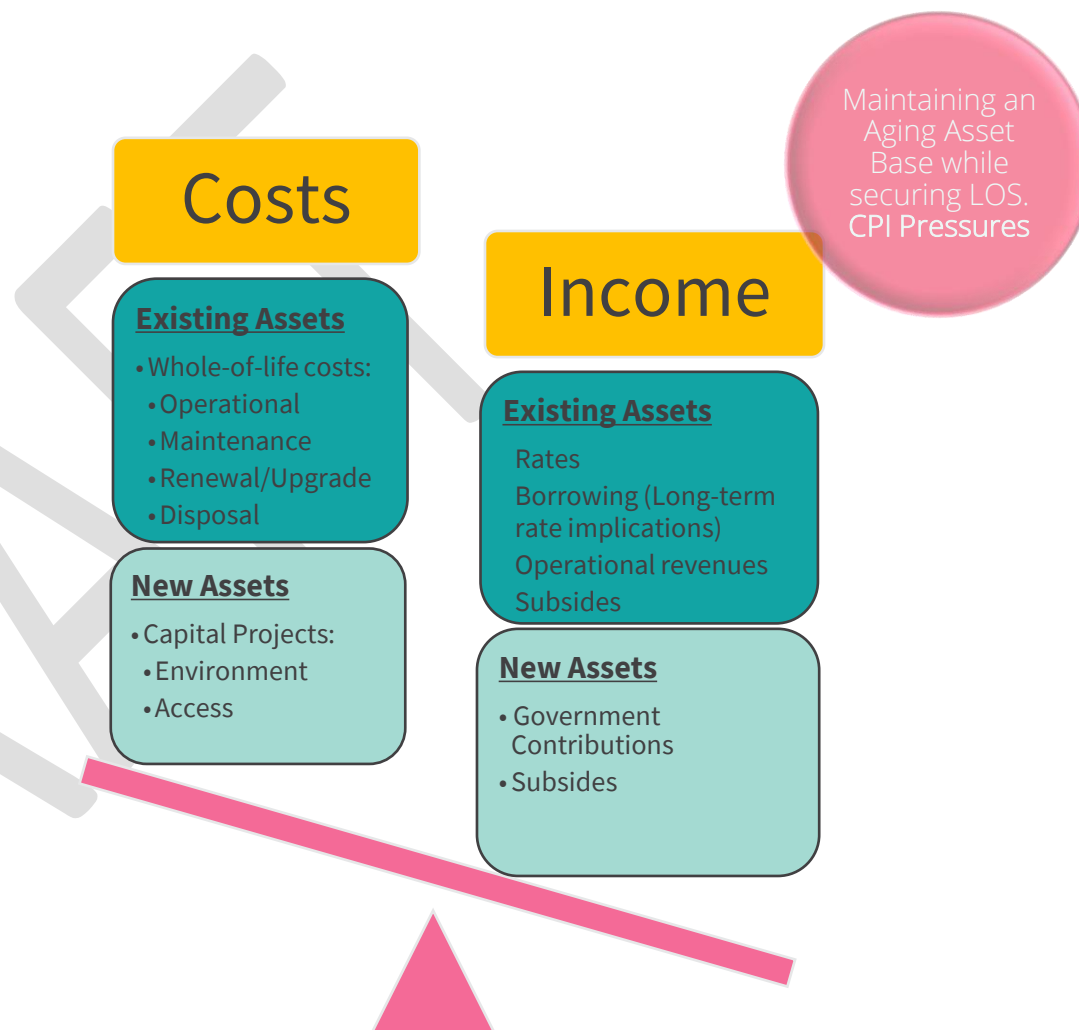 Maintaining an
Aging Asset
Base while
securing LOS.
CPI Pressures
Costs
Existing Assets
• Whole-of-life costs:
• Operational
• Maintenance
• Renewal/Upgrade
• Disposal
New Assets
• Capital Projects:
• Environment
• Access
Income
Existing Assets
Rates
Borrowing (Long-term
rate implications)
Operational revenues
Subsides
New Assets
• Government
Contributions
• Subsides